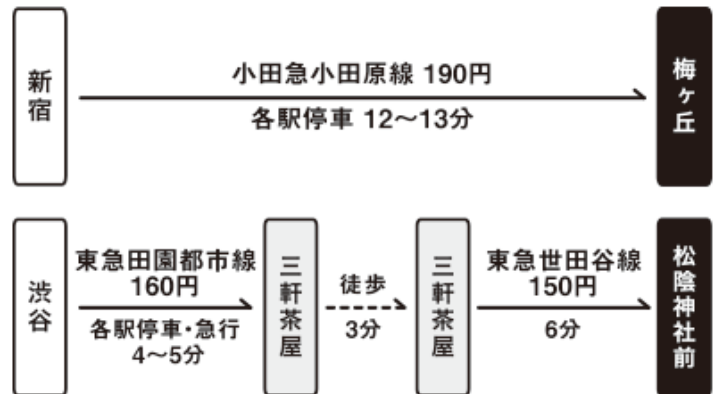 新宿
小田急小田原線 190円
各駅停車 12〜13分
梅ヶ丘
渋谷
東急田園都市線
160円
各駅停車・急行
4〜5分
三軒茶屋
徒歩
3分
三軒茶屋
東急世田谷線
150円
6分
松陰神社前